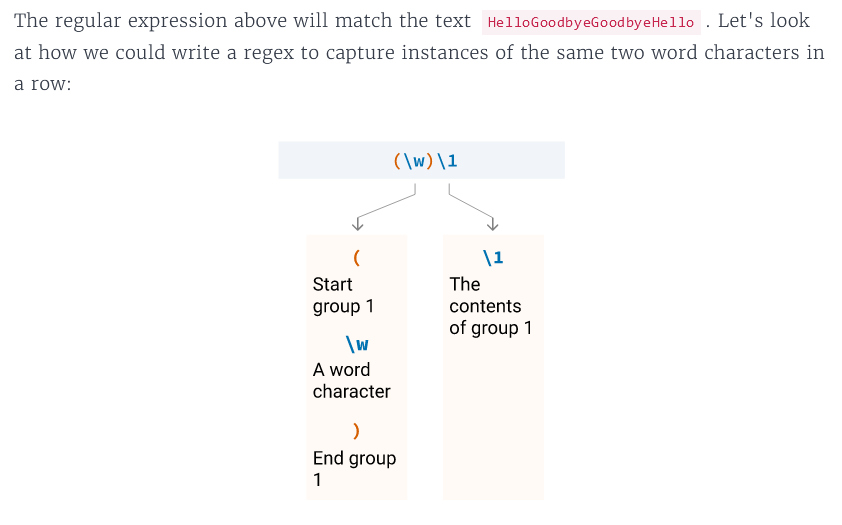 The regular expression above will match the text HelloGoodbyeGoodbyeHello . Let's look
at how we could write a regex to capture instances of the same two word characters in
a row:
(\w)\1
(
Start
group 1
\w
A word
character
)
End group
1
\1
The
contents
of group 1